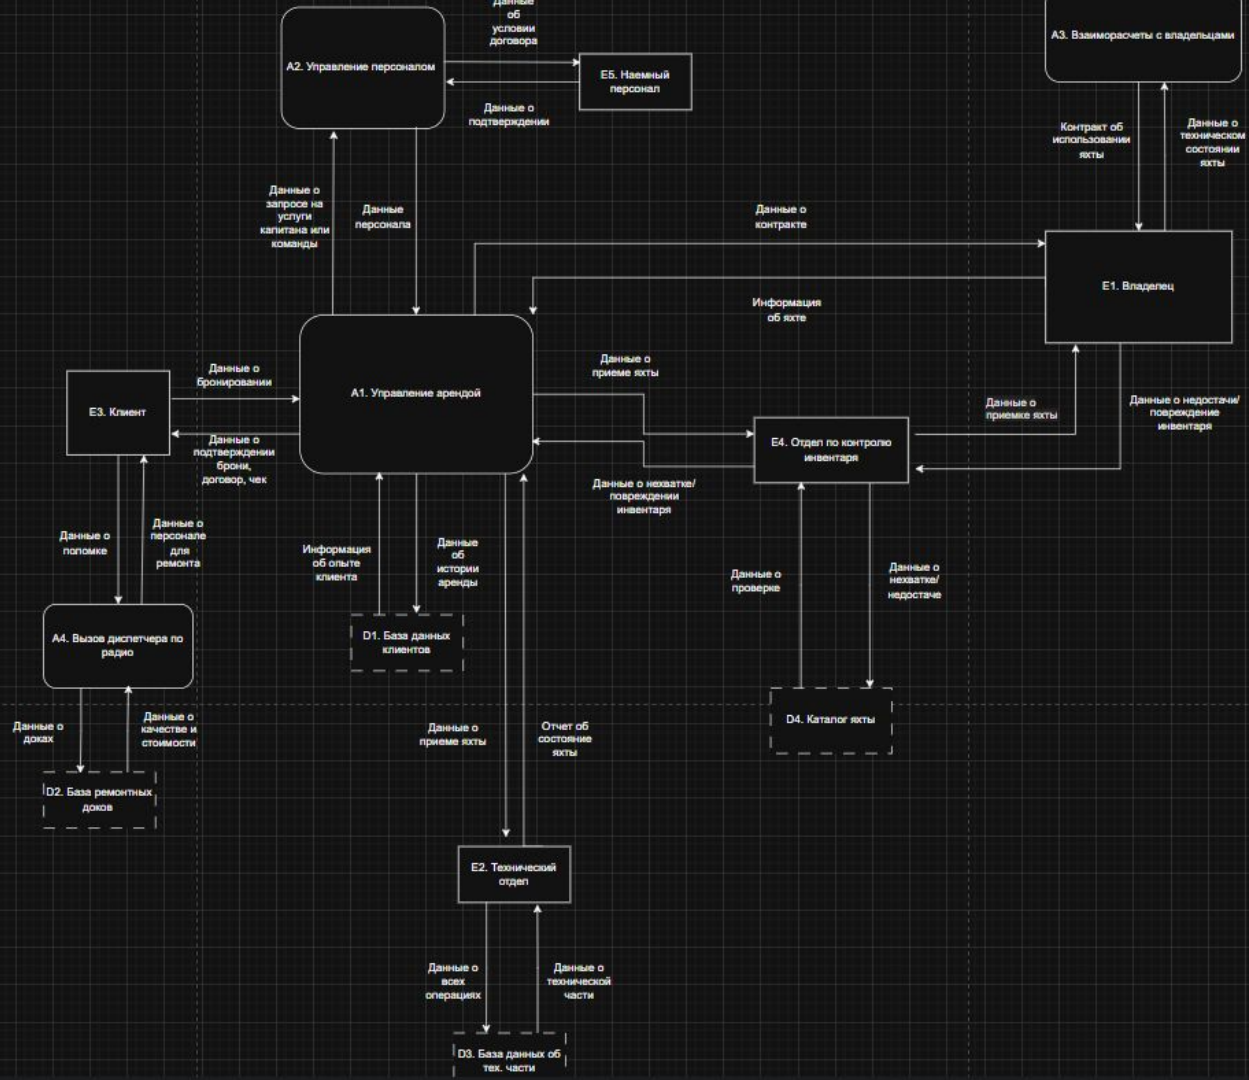 Данные
об
условии
договора
А2. Управление персоналом
Е5. Наемный
персонал
Данные о
подтверждении
А3. Взаиморасчеты с владельцами
Контракт об
использовании
яхты
Данные о
техническом
состоянии
яхты
Данные о
запросе на
услуги
капитана или
команды
Данные
персонала
Данные о
контракте
Е1. Владелец
Информация
об яхте
Данные о
бронировании
Е3. Клиент
А1. Управление арендой
Данные о
приеме яхты
Данные о
приемке яхты
Данные о недостачи/
повреждение
инвентаря
Е4. Отдел по контролю
инвентаря
Данные о
подтверждении
брони,
договор, чек
Данные о нехватке/
повреждении
инвентаря
Данные о
поломке
Данные о
персонале
для
ремонта
Информация
об опыте
клиента
Данные
об
истории
аренды
Данные о
проверке
Данные о
нехватке/
недостаче
А4. Вызов диспетчера по
радио
D1. База данных
клиентов
Данные о
доках
Данные о
качестве и
стоимости
Данные о
приеме яхты
Отчет об
состояние
яхты
D4. Каталог яхты
D2. База ремонтных
доков
Е2. Технический
отдел
Данные о
всех
операциях
Данные о
технической
части
D3. База данных об
тех. части